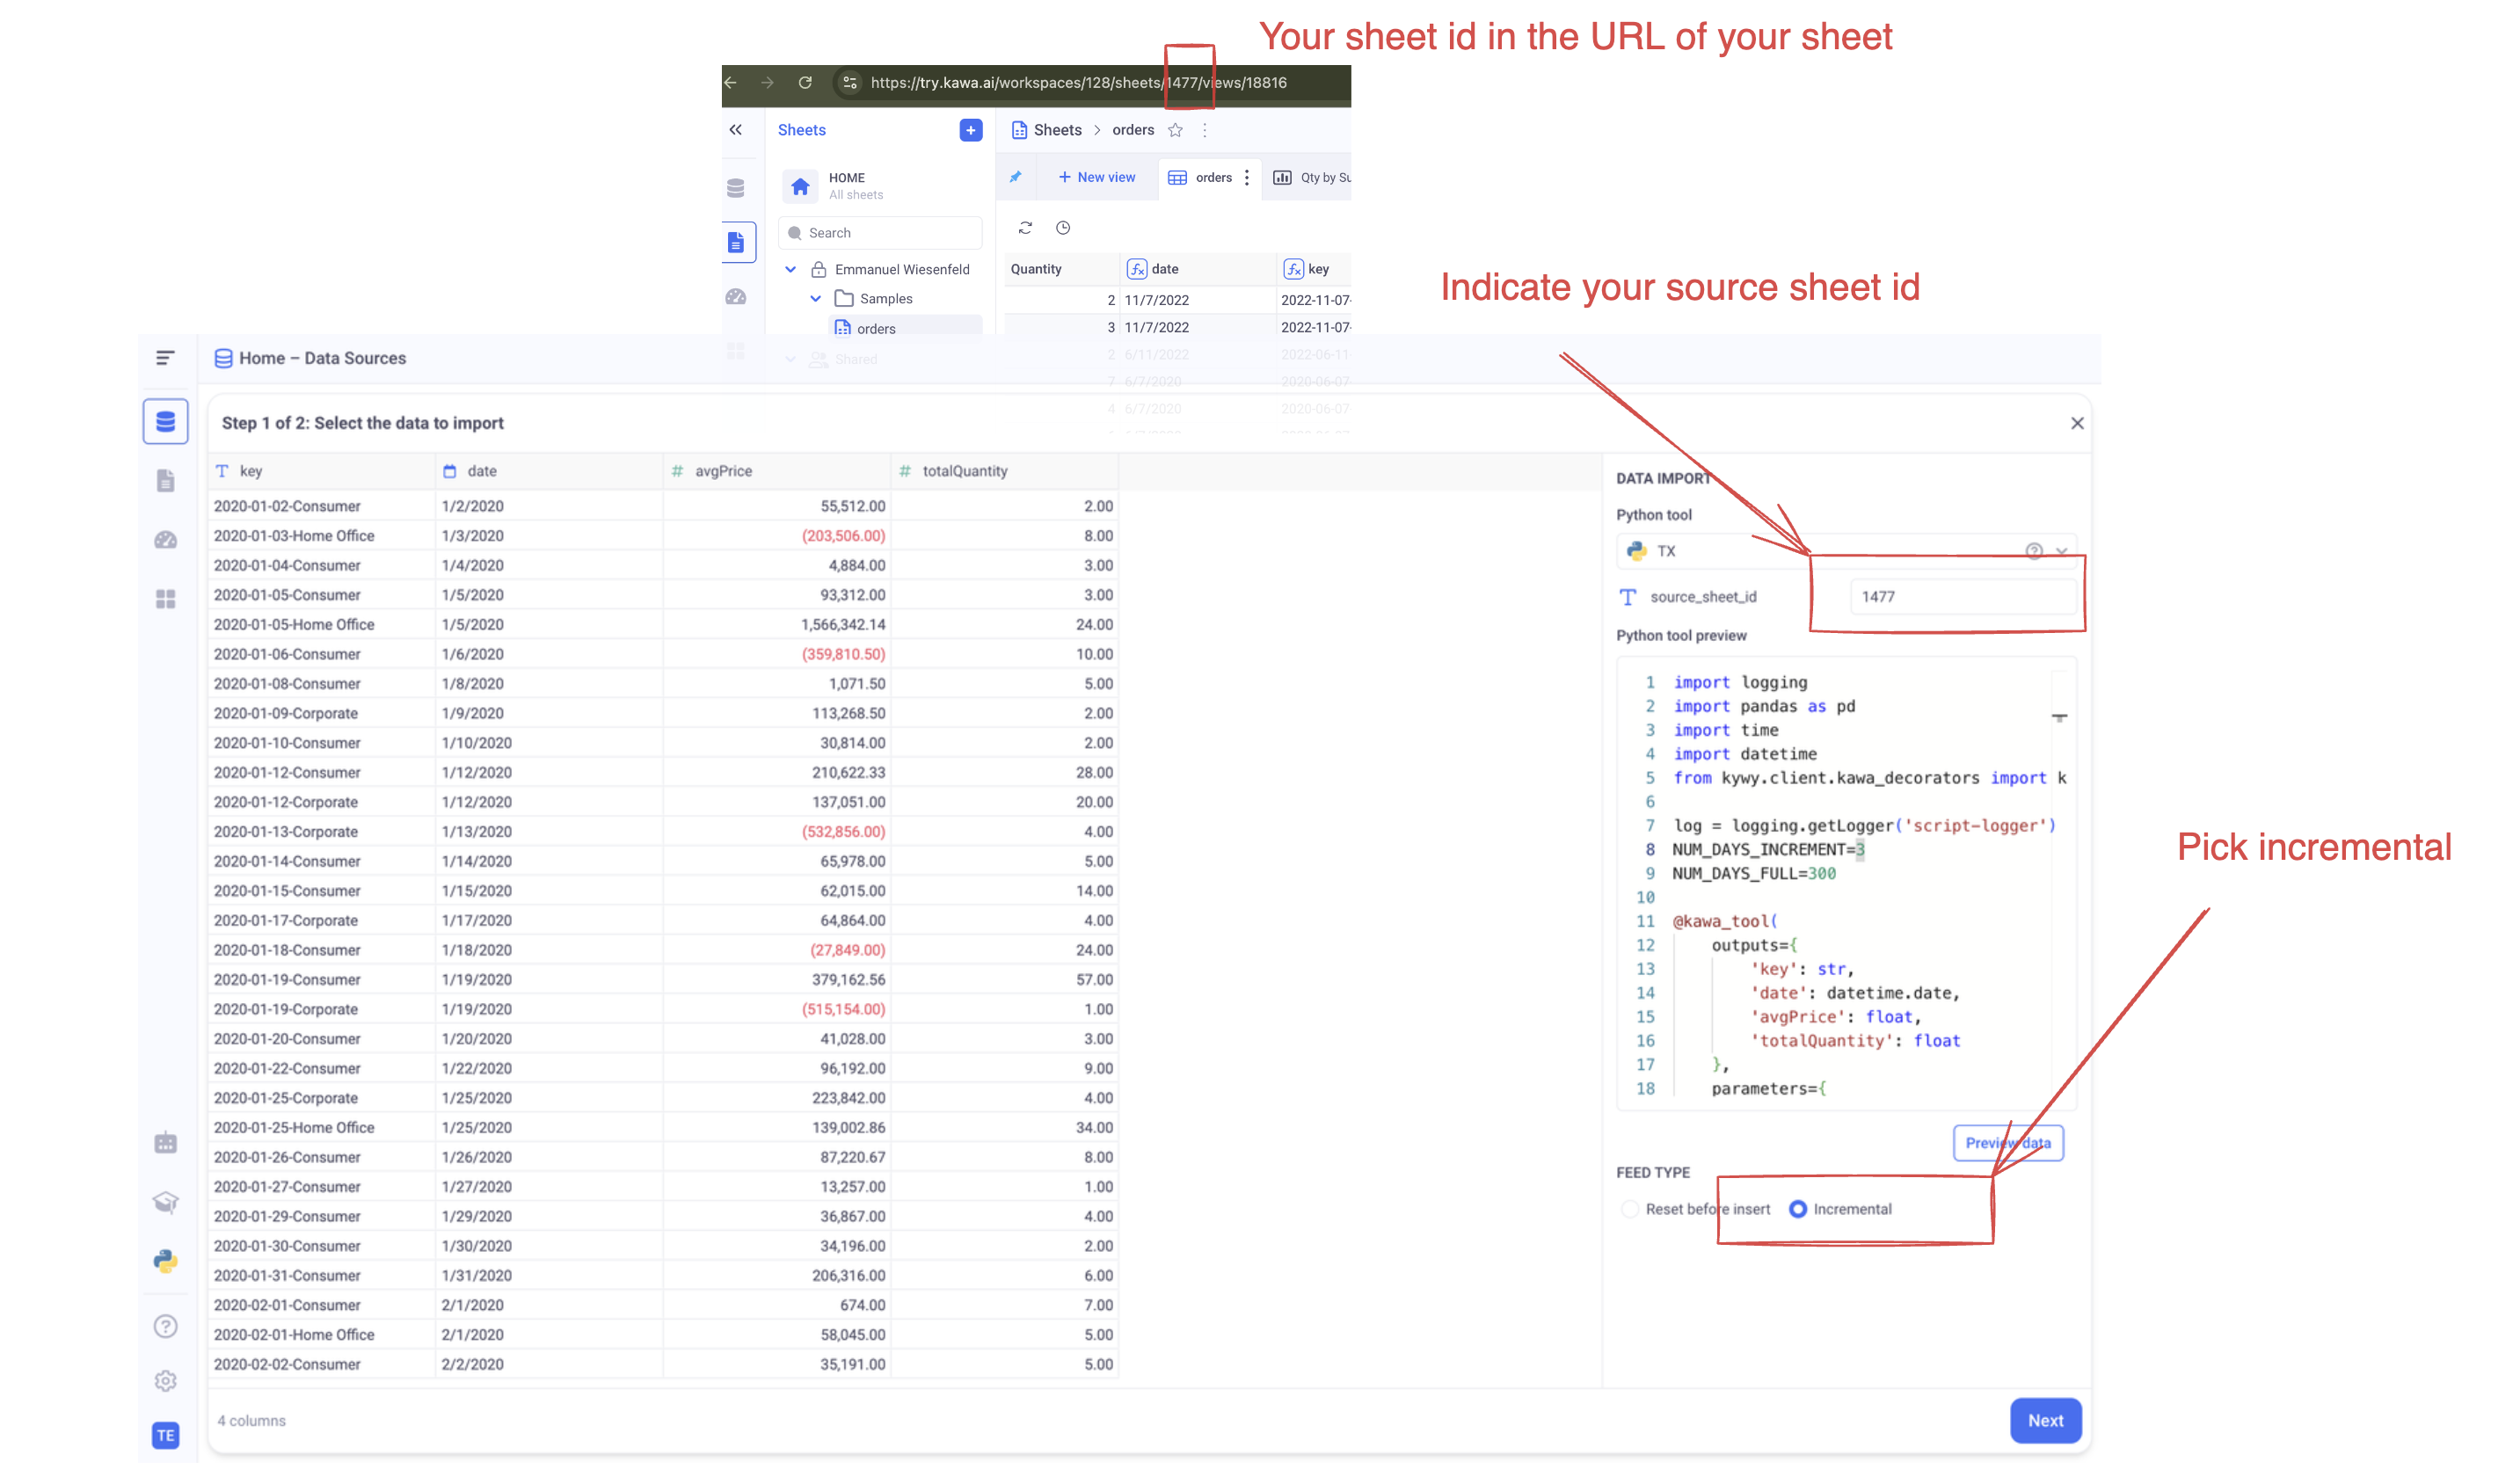 Your sheet id in the URL of your sheet
https://try.kawa.ai/workspaces/128/sheets/1477/views/18816
Sheets
Sheets > orders
HOME
All sheets
+ New view
orders
Qty by Su
Search
Emmanuel Wiesenfeld
Samples
orders
Shared
Quantity date key
2 11/7/2022 2022-11-07-
3 11/7/2022 2022-11-07-
2 6/11/2022 2022-06-11
7 6/7/2020 2020-06-07
4 6/7/2020 2020-06-07
Indicate your source sheet id
Home – Data Sources
Step 1 of 2: Select the data to import
key date avgPrice totalQuantity
2020-01-02-Consumer 1/2/2020 55,512.00 2.00
2020-01-03-Home Office 1/3/2020 (203,506.00) 8.00
2020-01-04-Consumer 1/4/2020 4,884.00 3.00
2020-01-05-Consumer 1/5/2020 93,312.00 3.00
2020-01-05-Home Office 1/5/2020 1,566,342.14 24.00
2020-01-06-Consumer 1/6/2020 (359,810.50) 10.00
2020-01-08-Consumer 1/8/2020 1,071.50 5.00
2020-01-09-Corporate 1/9/2020 113,268.50 2.00
2020-01-10-Consumer 1/10/2020 30,814.00 2.00
2020-01-12-Consumer 1/12/2020 210,622.33 28.00
2020-01-12-Corporate 1/12/2020 137,051.00 20.00
2020-01-13-Corporate 1/13/2020 (532,856.00) 4.00
2020-01-14-Consumer 1/14/2020 65,978.00 5.00
2020-01-15-Consumer 1/15/2020 62,015.00 14.00
2020-01-17-Corporate 1/17/2020 64,864.00 4.00
2020-01-18-Consumer 1/18/2020 (27,849.00) 24.00
2020-01-19-Consumer 1/19/2020 379,162.56 57.00
2020-01-19-Corporate 1/19/2020 (515,154.00) 1.00
2020-01-20-Consumer 1/20/2020 41,028.00 3.00
2020-01-22-Consumer 1/22/2020 96,192.00 9.00
2020-01-25-Corporate 1/25/2020 223,842.00 4.00
2020-01-25-Home Office 1/25/2020 139,002.86 34.00
2020-01-26-Consumer 1/26/2020 87,220.67 8.00
2020-01-27-Consumer 1/27/2020 13,257.00 1.00
2020-01-29-Consumer 1/29/2020 36,867.00 4.00
2020-01-30-Consumer 1/30/2020 34,196.00 2.00
2020-01-31-Consumer 1/31/2020 206,316.00 6.00
2020-02-01-Consumer 2/1/2020 674.00 7.00
2020-02-01-Home Office 2/1/2020 58,045.00 5.00
2020-02-02-Consumer 2/2/2020 35,191.00 5.00
4 columns
TE
DATA IMPORT
Python tool
TX
source_sheet_id 1477
Python tool preview
1 import logging
2 import pandas as pd
3 import time
4 import datetime
5 from kywy.client.kawa_decorators import k
6
7 log = logging.getLogger('script-logger')
8 NUM_DAYS_INCREMENT=3
9 NUM_DAYS_FULL=300
10
11 @kawa_tool(
12 outputs={
13 'key': str,
14 'date': datetime.date,
15 'avgPrice': float,
16 'totalQuantity': float
17 },
18 parameters={
Preview data
FEED TYPE
Reset before insert Incremental
Next
Pick incremental